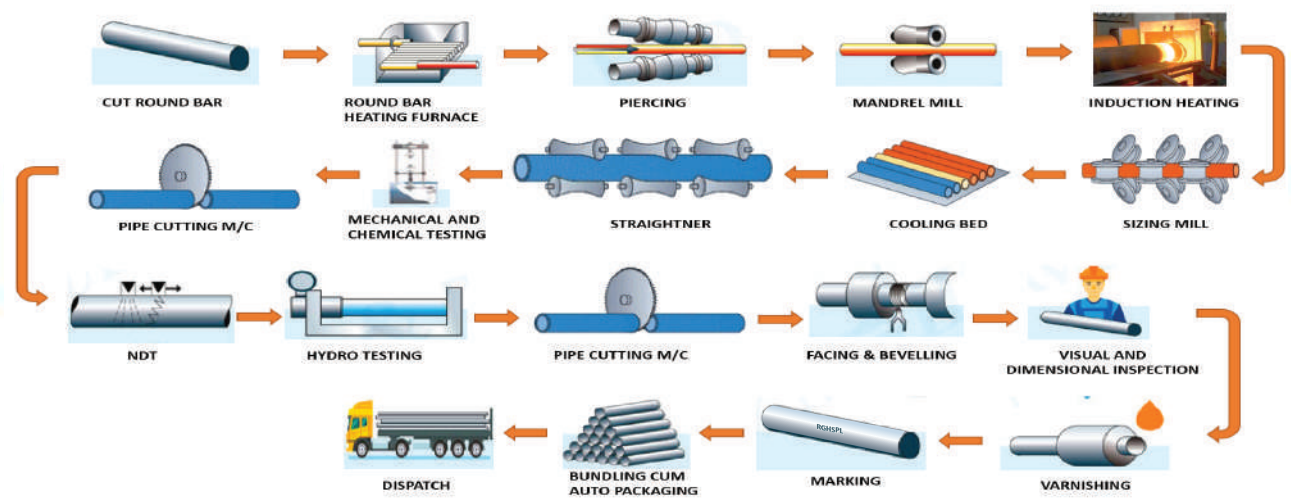 CUT ROUND BAR
ROUND BAR
HEATING FURNACE
PIERCING
MANDREL MILL
INDUCTION HEATING
SIZING MILL
COOLING BED
STRAIGHTNER
MECHANICAL AND
CHEMICAL TESTING
PIPE CUTTING M/C
NDT
HYDRO TESTING
PIPE CUTTING M/C
FACING & BEVELLING
VISUAL AND
DIMENSIONAL INSPECTION
VARNISHING
RGHSPL
MARKING
BUNDLING CUM
AUTO PACKAGING
DISPATCH